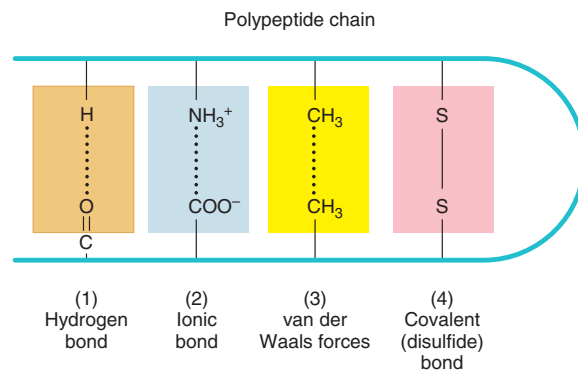 Polypeptide chain
H
O
C
NH₃⁺
COO⁻
CH₃
CH₃
S
S
(1)
Hydrogen
bond
(2)
Ionic
bond
(3)
van der
Waals forces
(4)
Covalent
(disulfide)
bond